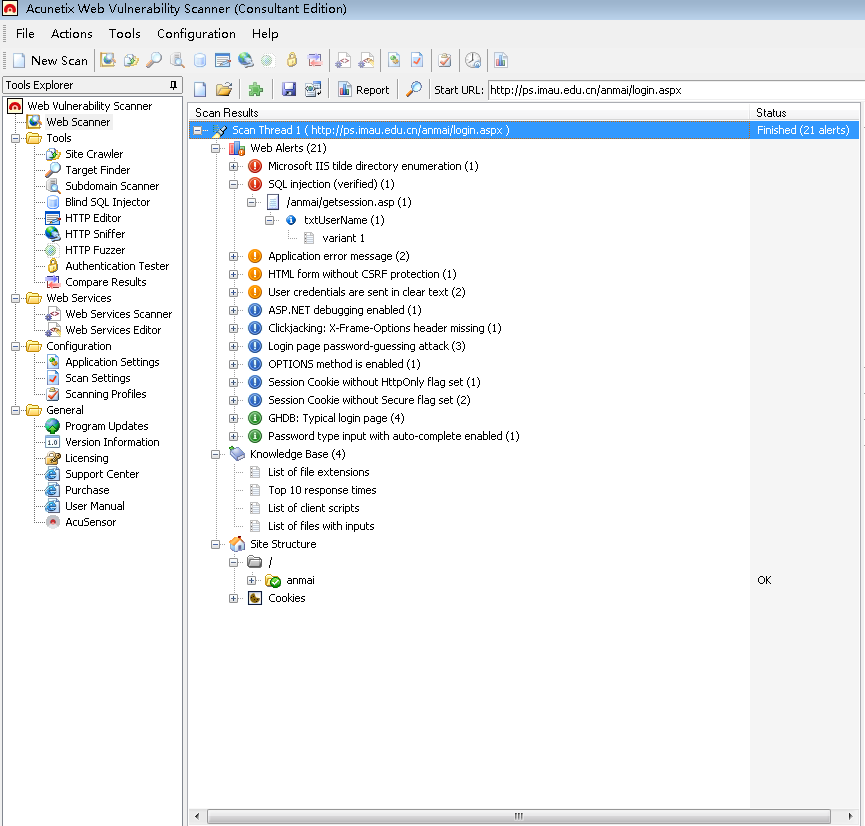 Acunetix Web Vulnerability Scanner (Consultant Edition)
File Actions Tools Configuration Help
New Scan
Tools Explorer
Web Vulnerability Scanner
Web Scanner
Tools
Site Crawler
Target Finder
Subdomain Scanner
Blind SQL Injector
HTTP Editor
HTTP Sniffer
HTTP Fuzzer
Authentication Tester
Compare Results
Web Services
Web Services Scanner
Web Services Editor
Configuration
Application Settings
Scan Settings
Scanning Profiles
General
Program Updates
1.0 Version Information
Licensing
Support Center
Purchase
User Manual
AcuSensor
Report Start URL: http://ps.imau.edu.cn/anmai/login.aspx
Scan Results Status
Scan Thread 1 ( http://ps.imau.edu.cn/anmai/login.aspx ) Finished (21 alerts)
Web Alerts (21)
Microsoft IIS tilde directory enumeration (1)
SQL injection (verified) (1)
/anmai/getsession.asp (1)
txtUserName (1)
variant 1
Application error message (2)
HTML form without CSRF protection (1)
User credentials are sent in clear text (2)
ASP.NET debugging enabled (1)
Clickjacking: X-Frame-Options header missing (1)
Login page password-guessing attack (3)
OPTIONS method is enabled (1)
Session Cookie without HttpOnly flag set (1)
Session Cookie without Secure flag set (2)
GHDB: Typical login page (4)
Password type input with auto-complete enabled (1)
Knowledge Base (4)
List of file extensions
Top 10 response times
List of client scripts
List of files with inputs
Site Structure
/
anmai OK
Cookies